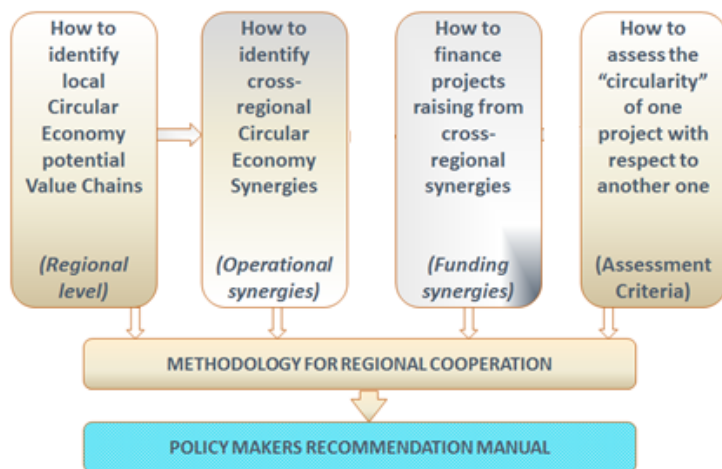 How to
identify
local
Circular
Economy
potential
Value Chains
(Regional
level)
How to
identify
cross-
regional
Circular
Economy
Synergies
(Operational
synergies)
How to
finance
projects
raising from
cross-
regional
synergies
(Funding
synergies)
How to
assess the
“circularity”
of one
project with
respect to
another one
(Assessment
Criteria)
METHODOLOGY FOR REGIONAL COOPERATION
POLICY MAKERS RECOMMENDATION MANUAL